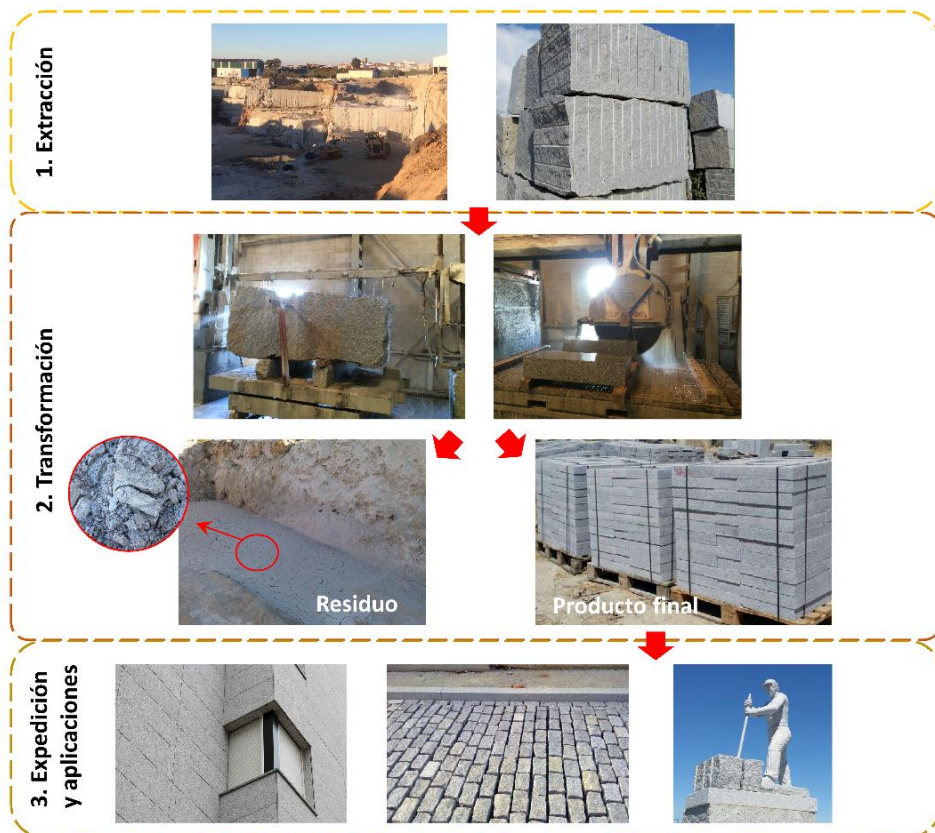 1. Extracción
2. Transformación
Residuo
Producto final
3. Expedición
y aplicaciones